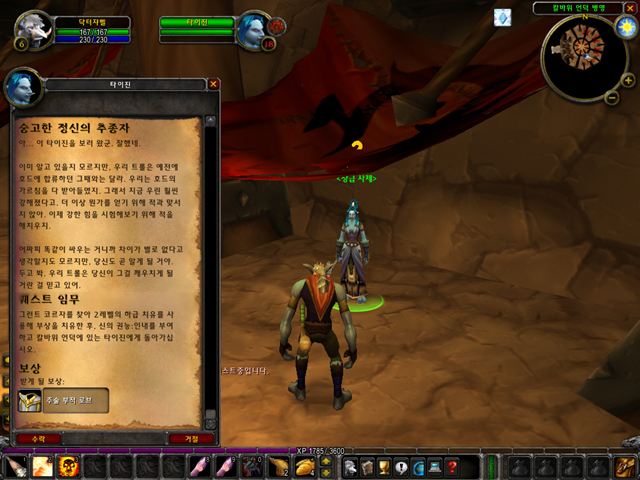 닥터자벨
167 / 167
230 / 230
6
타이진
18
칼바위 언덕 병영
N
타이진
숭고한 정신의 추종자
아... 이 타이진을 보러 왔군, 잘했네.
이미 알고 있을지 모르지만, 우리 트롤은 예전에
호드에 합류하던 그때와는 달라. 우리는 호드의
가르침을 다 받아들였지. 그래서 지금 우린 훨씬
강해졌다고. 더 이상 뭔가를 얻기 위해 적과 맞서
지 않아. 이제 강한 힘을 시험해보기 위해 적을
해치우지.
어차피 똑같이 싸우는 거니까 차이가 별로 없다고
생각할지도 모르지만, 당신도 곧 알게 될 거야.
두고 봐. 우리 트롤은 당신이 그걸 깨우치게 될
거란 걸 믿고 있어.
퀘스트 임무
그런트 코르자를 찾아 2레벨의 하급 치유를 사
용해 부상을 치유한 후, 신의 권능:인내를 부여
하고 칼바위 언덕에 있는 타이진에게 돌아가십
시오.
보상
받게 될 보상:
주술 부적 로브
수락
거절
<상급 사제>
스트중입니다.
XP 1785 / 3600